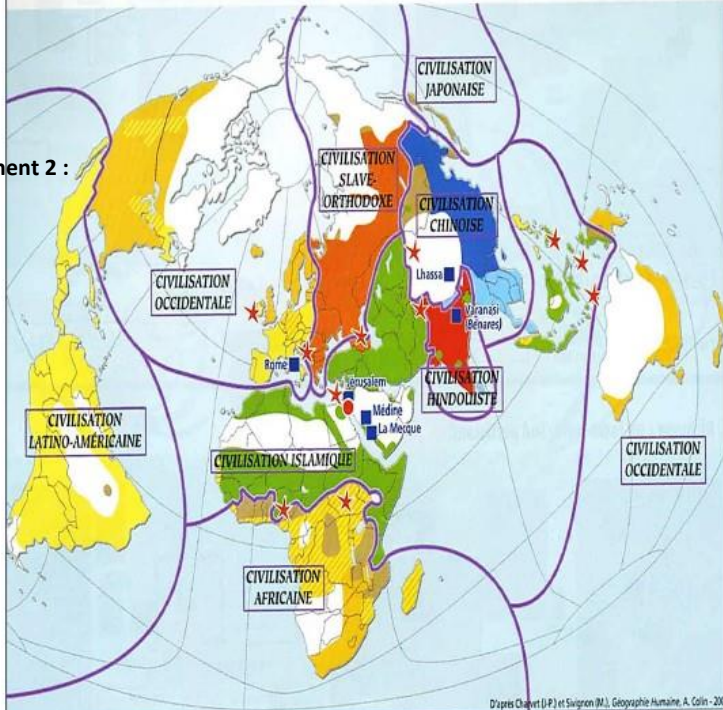 CIVILISATION
JAPONAISE
ment 2 :
CIVILISATION
SLAVE-
ORTHODOXE
CIVILISATION
CHINOISE
Lhassa
CIVILISATION
OCCIDENTALE
Varanasi
(Bénares)
Rome
CIVILISATION
HINDOUISTE
Jérusalem
Médine
La Mecque
CIVILISATION
LATINO-AMÉRICAINE
CIVILISATION ISLAMIQUE
CIVILISATION
OCCIDENTALE
CIVILISATION
AFRICAINE
D'après Charvet (J-P.) et Sivignon (M.), Géographie Humaine, A. Colin - 200